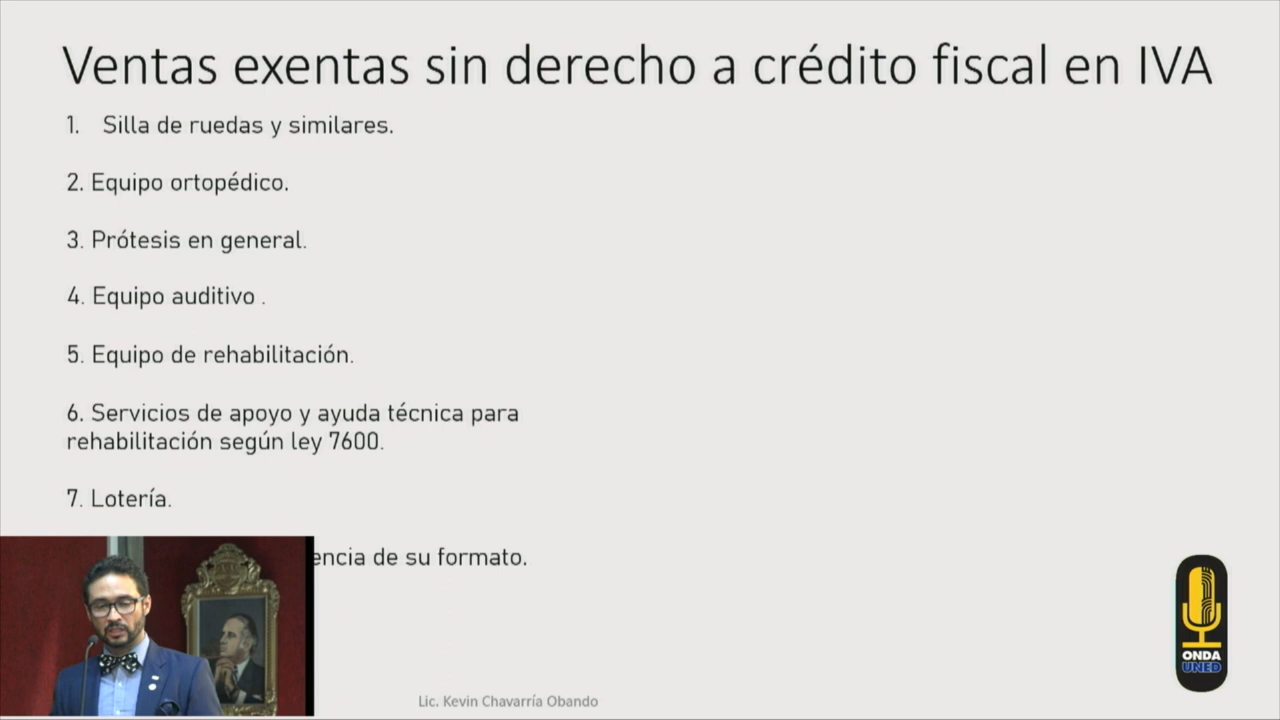 Ventas exentas sin derecho a crédito fiscal en IVA
1. Silla de ruedas y similares.
2. Equipo ortopédico.
3. Prótesis en general.
4. Equipo auditivo .
5. Equipo de rehabilitación.
6. Servicios de apoyo y ayuda técnica para
rehabilitación según ley 7600.
7. Lotería.
encia de su formato.
ONDA
UNED
Lic. Kevin Chavarría Obando